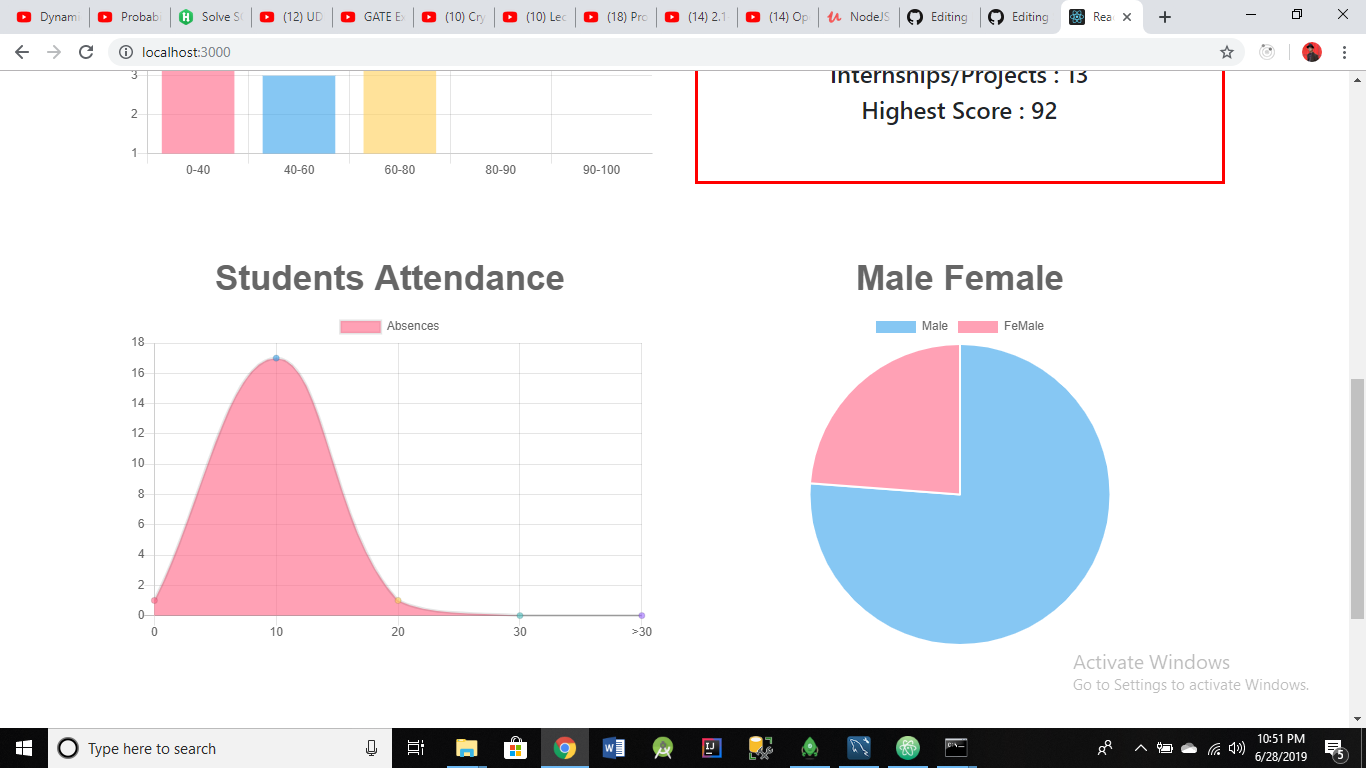 Dynami
Probabi
Solve S
(12) UD
GATE Ex
(10) Cry
(10) Lec
(18) Pro
(14) 2.1
(14) Op
NodeJS
Editing
Editing
Rea
localhost:3000
3
2
1
0-40
40-60
60-80
80-90
90-100
Internships/Projects : 13
Highest Score : 92
Students Attendance
Absences
18
16
14
12
10
8
6
4
2
0
0
10
20
30
>30
Male Female
Male
FeMale
Activate Windows
Go to Settings to activate Windows.
Type here to search
10:51 PM
6/28/2019
5